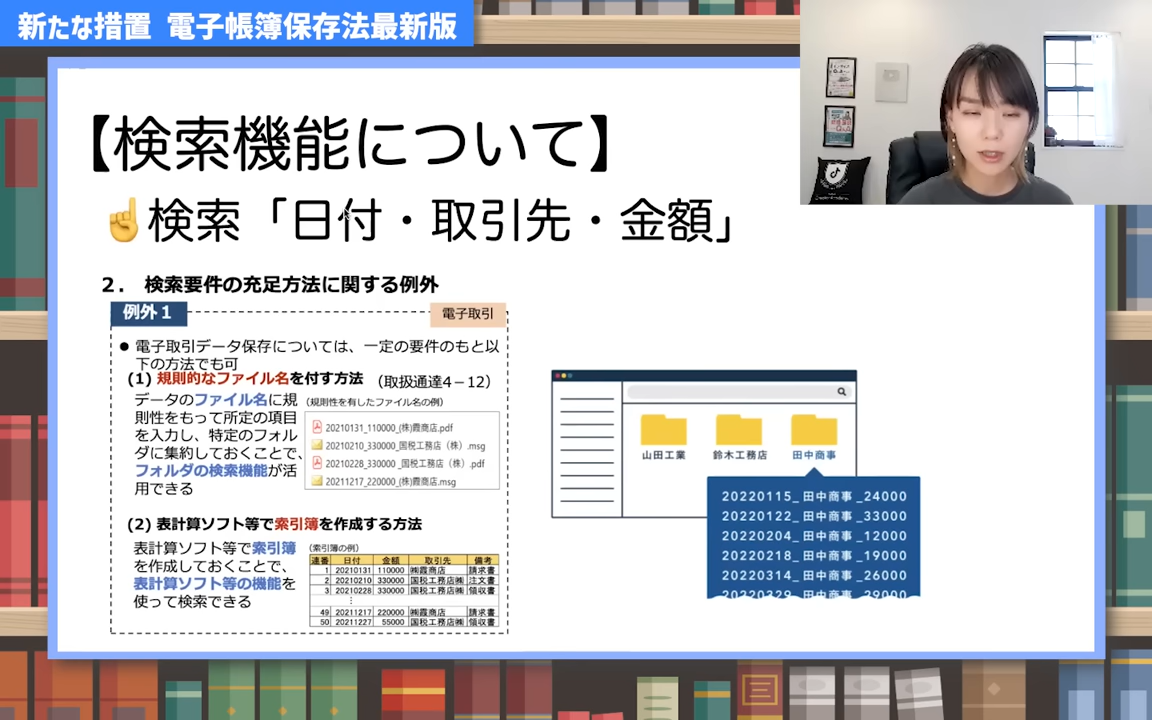 新たな措置 電子帳簿保存法最新版
【検索機能について】
☝検索「日付・取引先・金額」
2. 検索要件の充足方法に関する例外
例外1
電子取引
● 電子取引データ保存については、一定の要件のもと以
下の方法でも可
(1) 規則的なファイル名を付す方法 (取扱通達4-12)
データのファイル名に規
則性をもって所定の項目
を入力し、特定のフォル
ダに集約しておくことで、
フォルダの検索機能が活
用できる
(規則性を有したファイル名の例)
20210131_110000_(株)霞商店.pdf
20210210_330000_国税工務店(株).msg
20210228_330000_国税工務店(株).pdf
20211217_220000_(株)霞商店.msg
(2) 表計算ソフト等で索引簿を作成する方法
表計算ソフト等で索引簿
を作成しておくことで、
表計算ソフト等の機能を
使って検索できる
(索引簿の例)
連番 日付 金額 取引先 備考
1 20210131 110000 ㈱霞商店 請求書
2 20210210 330000 国税工務店㈱ 注文書
3 20210228 330000 国税工務店㈱ 領収書
⋮
49 20211217 220000 ㈱霞商店 請求書
50 20211227 55000 国税工務店㈱ 領収書
山田工業 鈴木工務店 田中商事
20220115_田中商事_24000
20220122_田中商事_33000
20220204_田中商事_12000
20220218_田中商事_19000
20220314_田中商事_26000
20220329_田中商事_29000